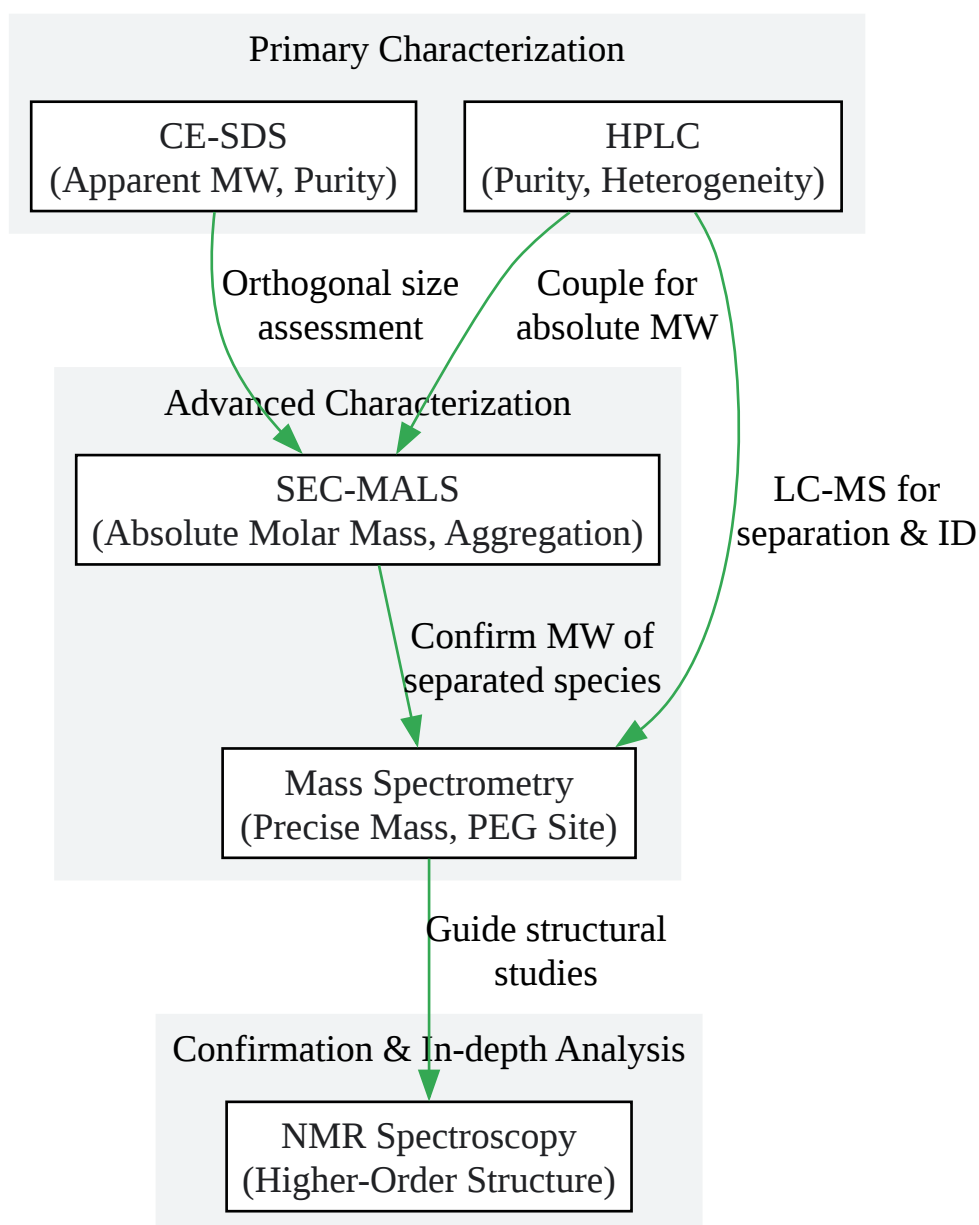 Primary Characterization
CE-SDS
(Apparent MW, Purity)
HPLC
(Purity, Heterogeneity)
Orthogonal size
assessment
Couple for
absolute MW
Advanced Characterization
SEC-MALS
(Absolute Molar Mass, Aggregation)
LC-MS for
separation & ID
Confirm MW of
separated species
Mass Spectrometry
(Precise Mass, PEG Site)
Guide structural
studies
Confirmation & In-depth Analysis
NMR Spectroscopy
(Higher-Order Structure)